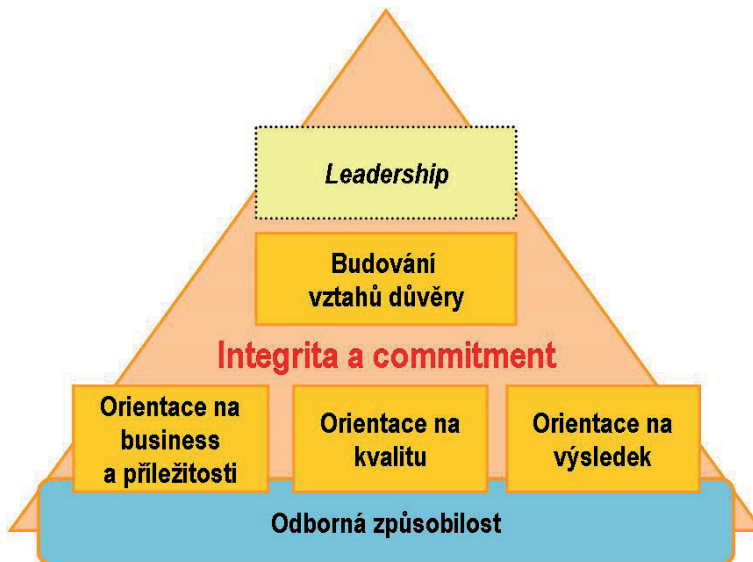 Leadership
Budování
vztahů důvěry
Integrita a commitment
Orientace na
business
a příležitosti
Orientace na
kvalitu
Orientace na
výsledek
Odborná způsobilost